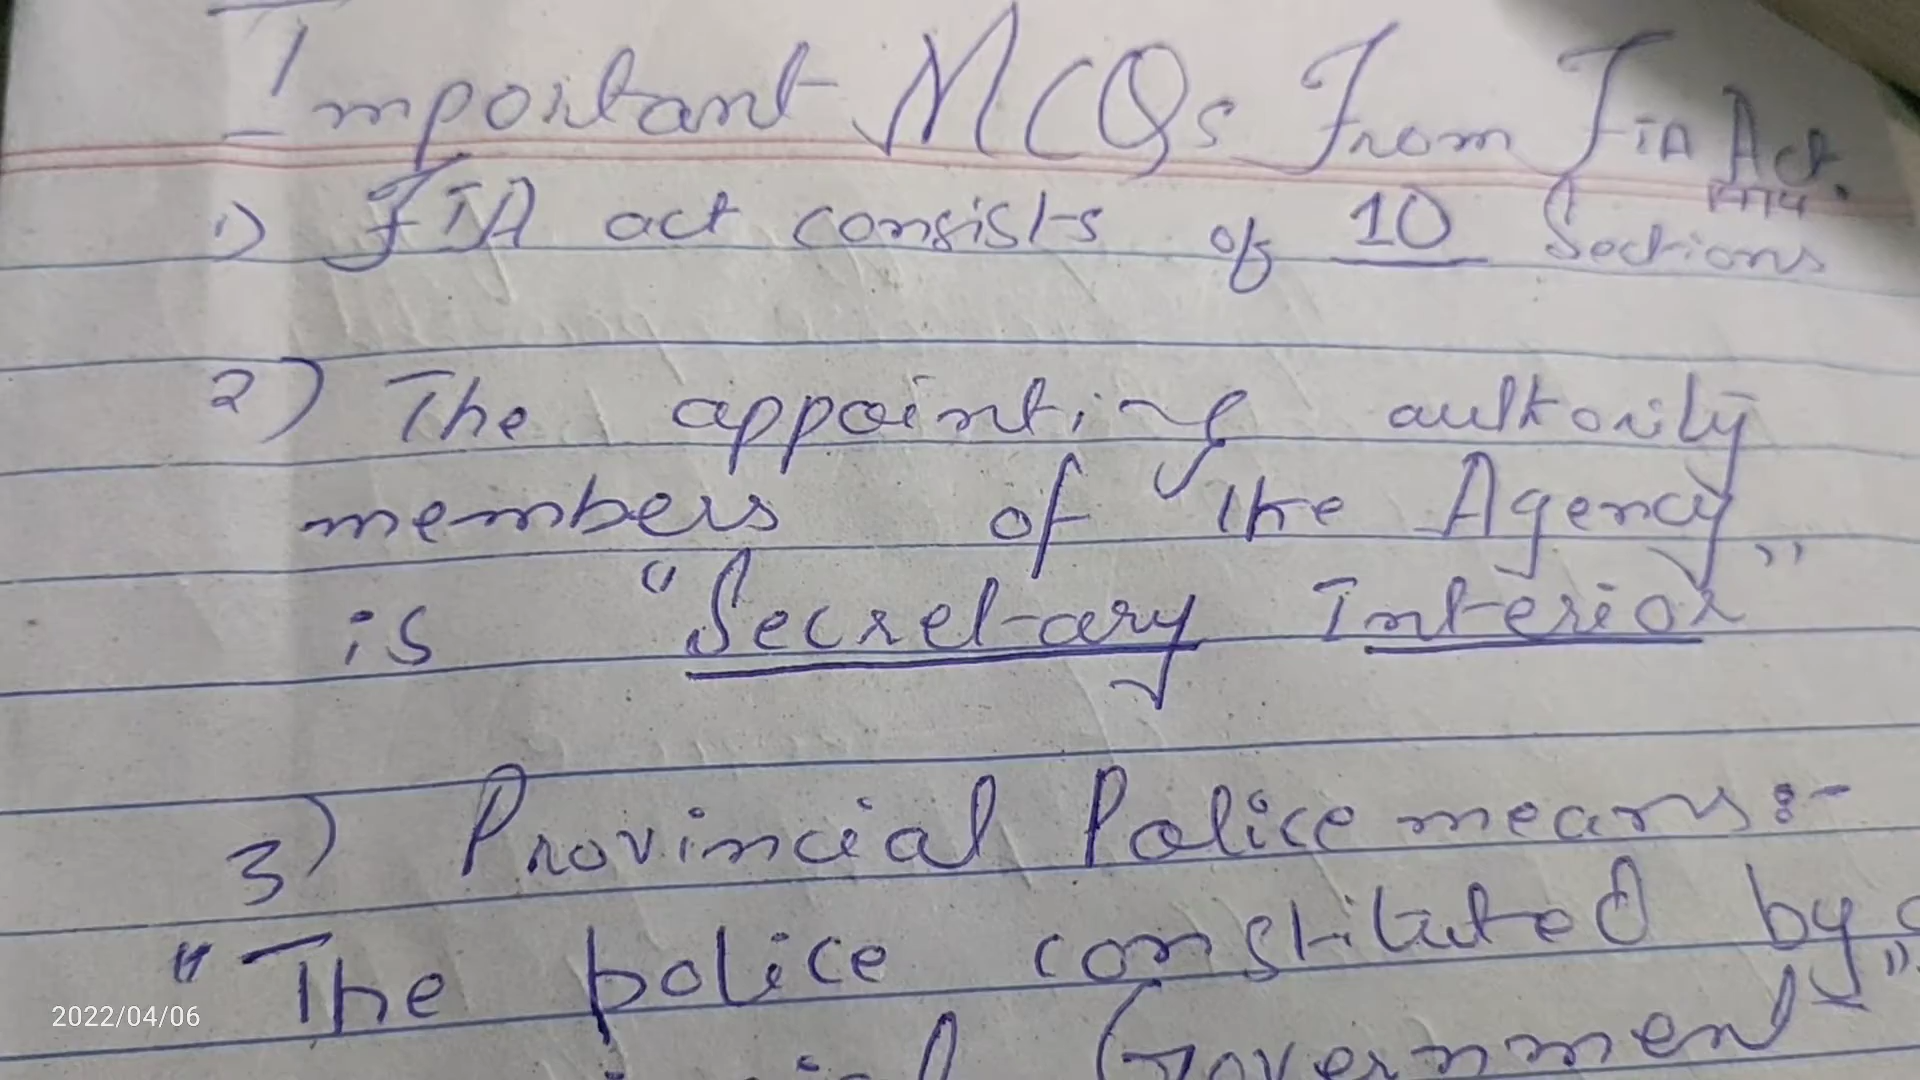 Important MCQs From FIA Act.
1974
1) FIA act consists of 10 Sections
2) The appointing authority
members of the Agency
is "Secretary Interior"
3) Provincial Police means:-
"The police constituted by
Government"
2022/04/06